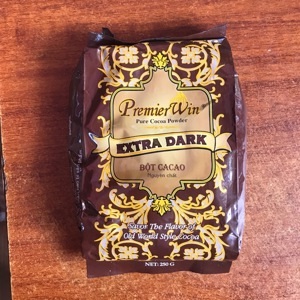 PremierWin
Pure Cocoa Powder
EXTRA DARK
BỘT CACAO
Nguyên chất
Savor The Flavor of
Old World Style Cocoa
NET: 250 G